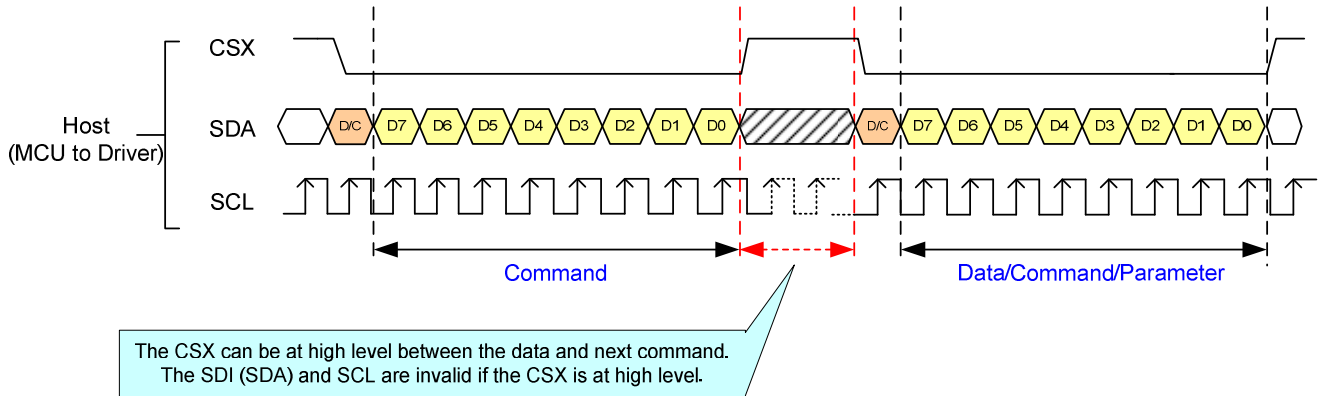 CSX
Host
(MCU to Driver)
SDA
D/C D7 D6 D5 D4 D3 D2 D1 D0 D/C D7 D6 D5 D4 D3 D2 D1 D0
SCL
Command
Data/Command/Parameter
The CSX can be at high level between the data and next command.
The SDI (SDA) and SCL are invalid if the CSX is at high level.